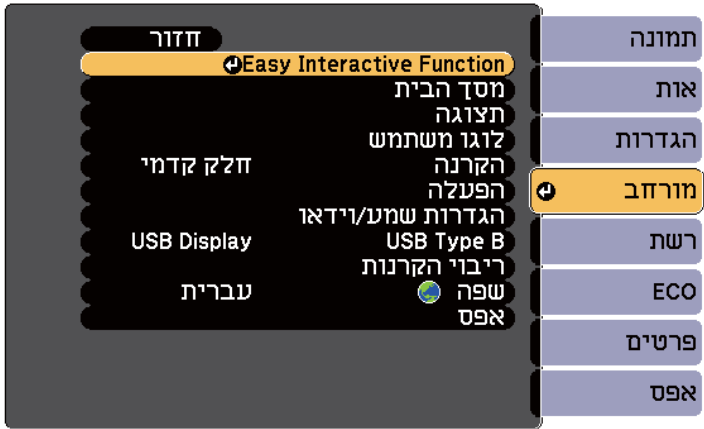 חזור
Easy Interactive Function
מסך הבית
תצוגה
לוגו משתמש
הקרנה חלק קדמי
הפעלה
הגדרות שמע/וידאו
USB Type B USB Display
ריבוי הקרנות
שפה עברית
אפס
תמונה
אות
הגדרות
מורחב
רשת
ECO
פרטים
אפס